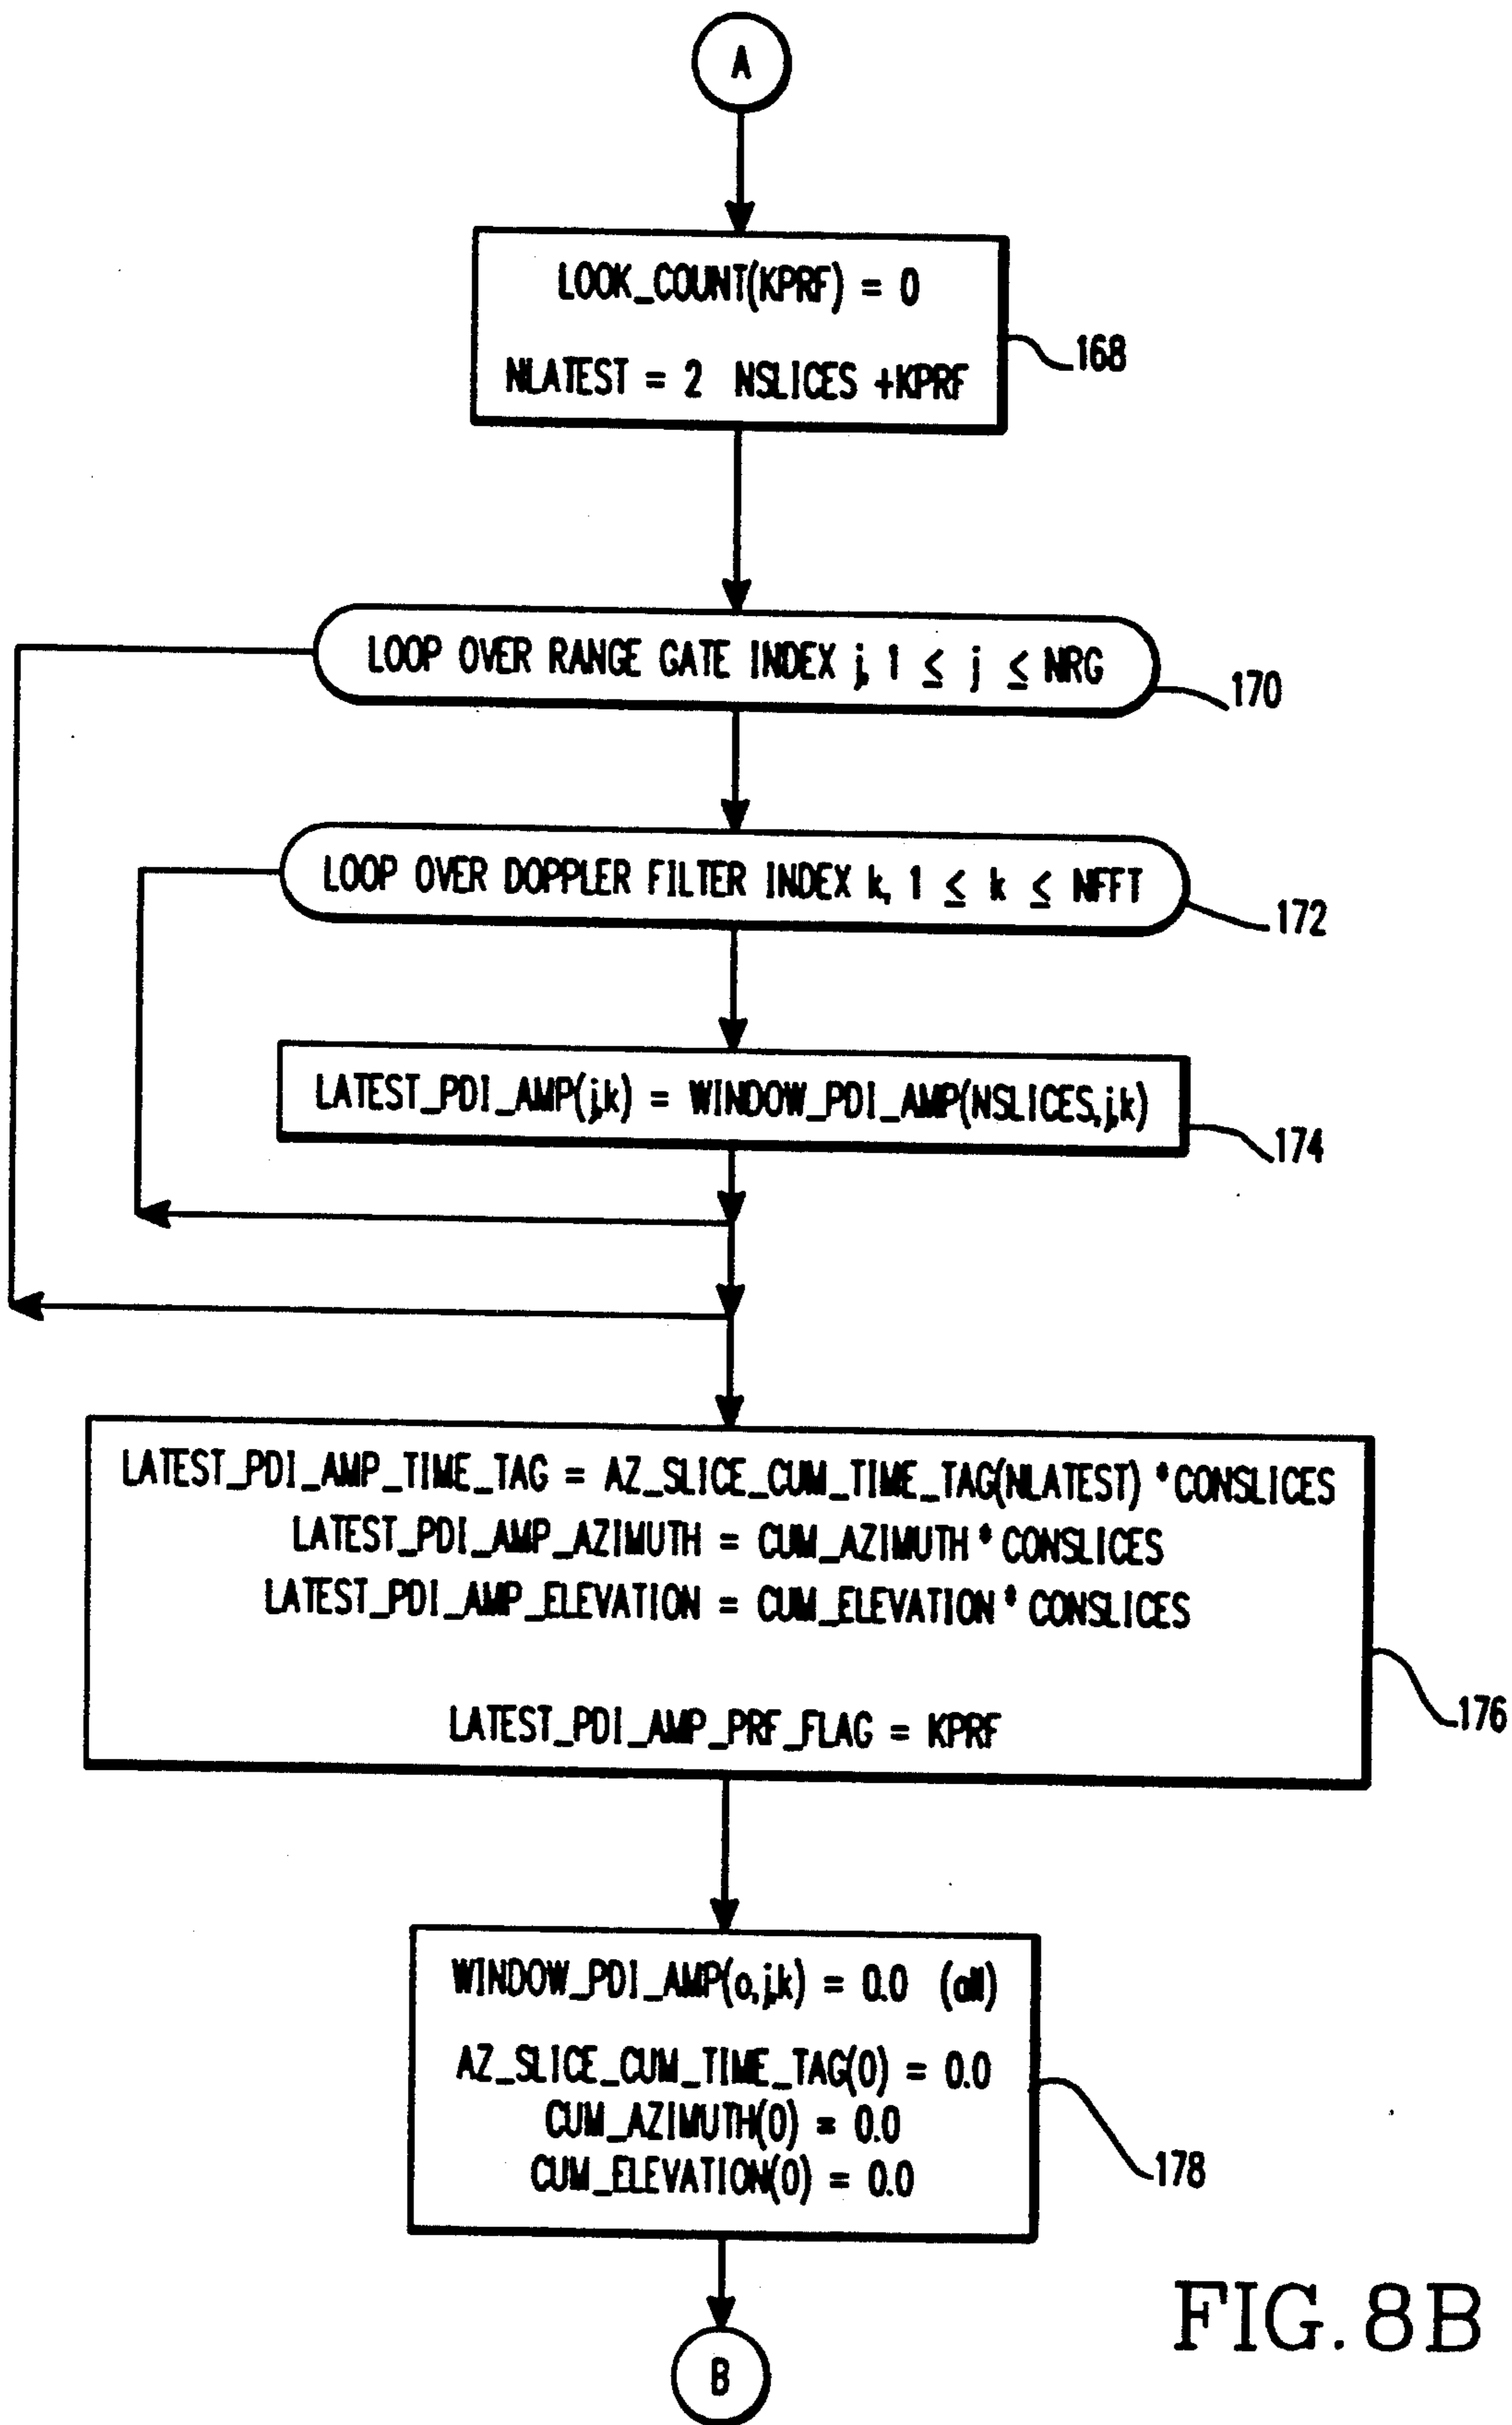 A
LOOK_COUNT(KPRF) = 0
NLATEST = 2 NSLICES +KPRF
168
LOOP OVER RANGE GATE INDEX j, 1 ≤ j ≤ NRG
170
LOOP OVER DOPPLER FILTER INDEX k, 1 ≤ k ≤ NFFT
172
LATEST_PDI_AMP(j,k) = WINDOW_PDI_AMP(NSLICES,j,k)
174
LATEST_PDI_AMP_TIME_TAG = AZ_SLICE_CUM_TIME_TAG(NLATEST) *CONSLICES
LATEST_PDI_AMP_AZIMUTH = CUM_AZIMUTH* CONSLICES
LATEST_PDI_AMP_ELEVATION = CUM_ELEVATION* CONSLICES
LATEST_PDI_AMP_PRF_FLAG = KPRF
176
WINDOW_PDI_AMP(o,j,k) = 0.0 (all)
AZ_SLICE_CUM_TIME_TAG(0) = 0.0
CUM_AZIMUTH(0) = 0.0
CUM_ELEVATION(0) = 0.0
178
B
FIG. 8B